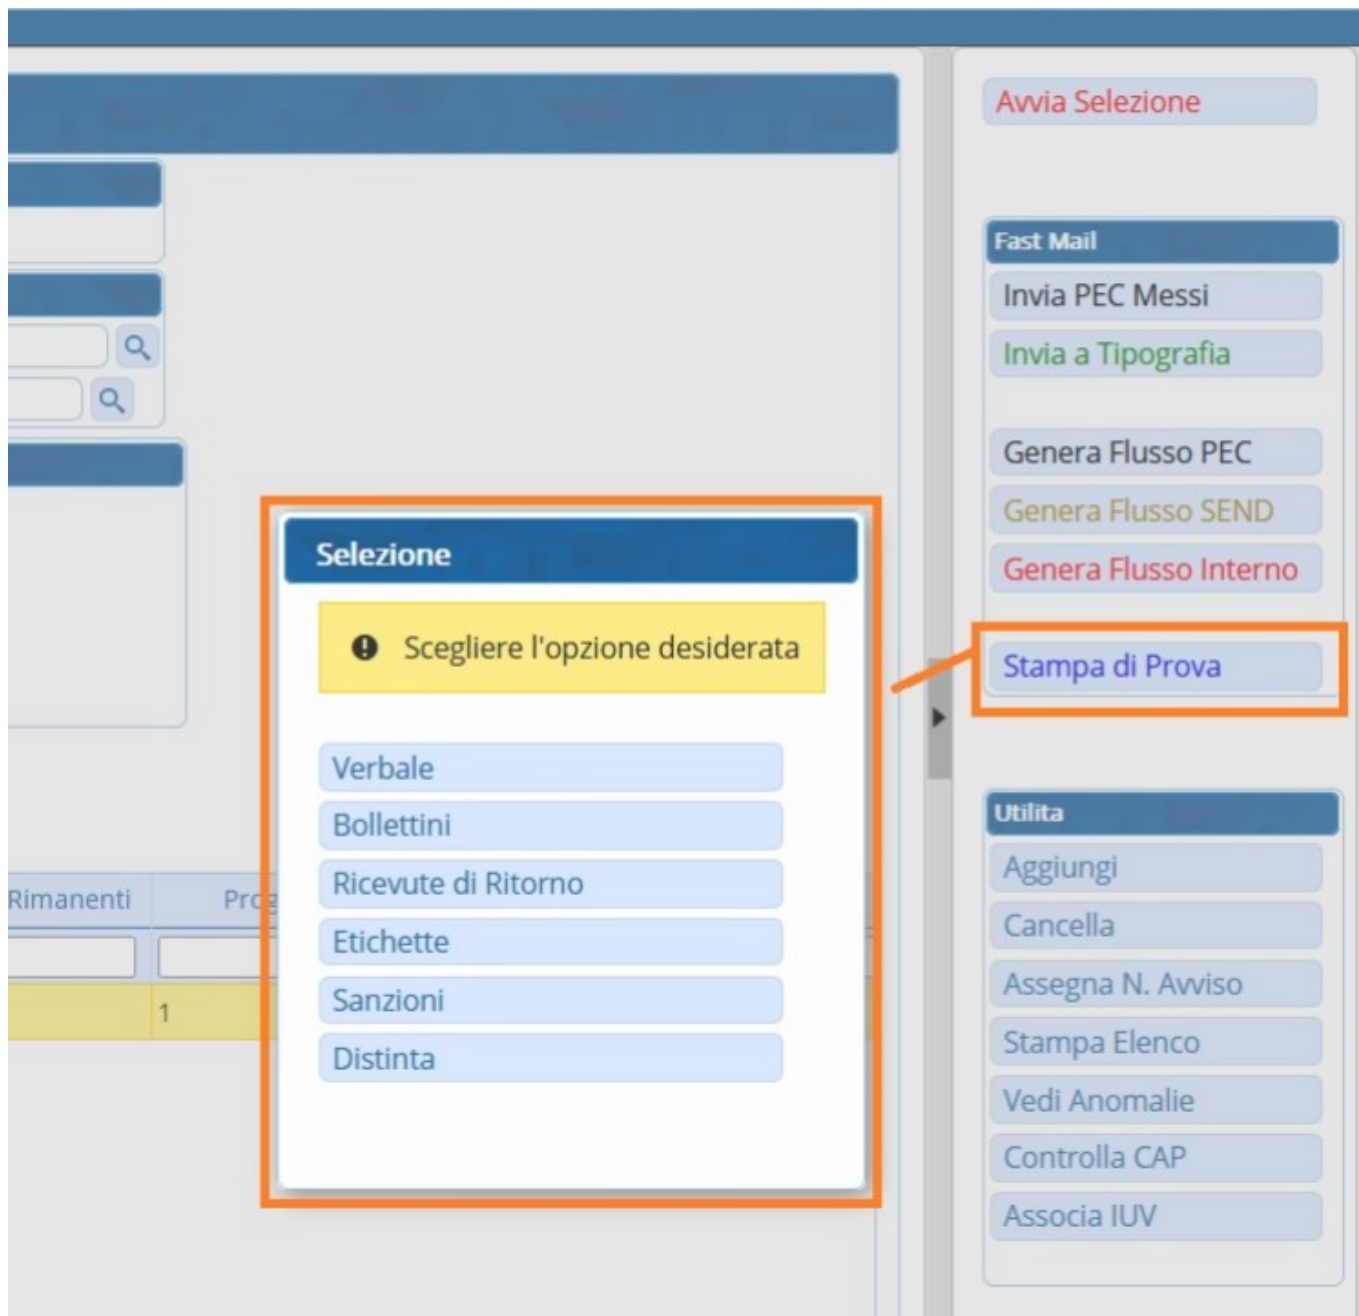 Avvia Selezione
Fast Mail
Invia PEC Messi
Invia a Tipografia
Genera Flusso PEC
Genera Flusso SEND
Genera Flusso Interno
Stampa di Prova
Selezione
Scegliere l'opzione desiderata
Verbale
Bollettini
Ricevute di Ritorno
Etichette
Sanzioni
Distinta
Rimanenti
Prog
1
Utilita
Aggiungi
Cancella
Assegna N. Avviso
Stampa Elenco
Vedi Anomalie
Controlla CAP
Associa IUV